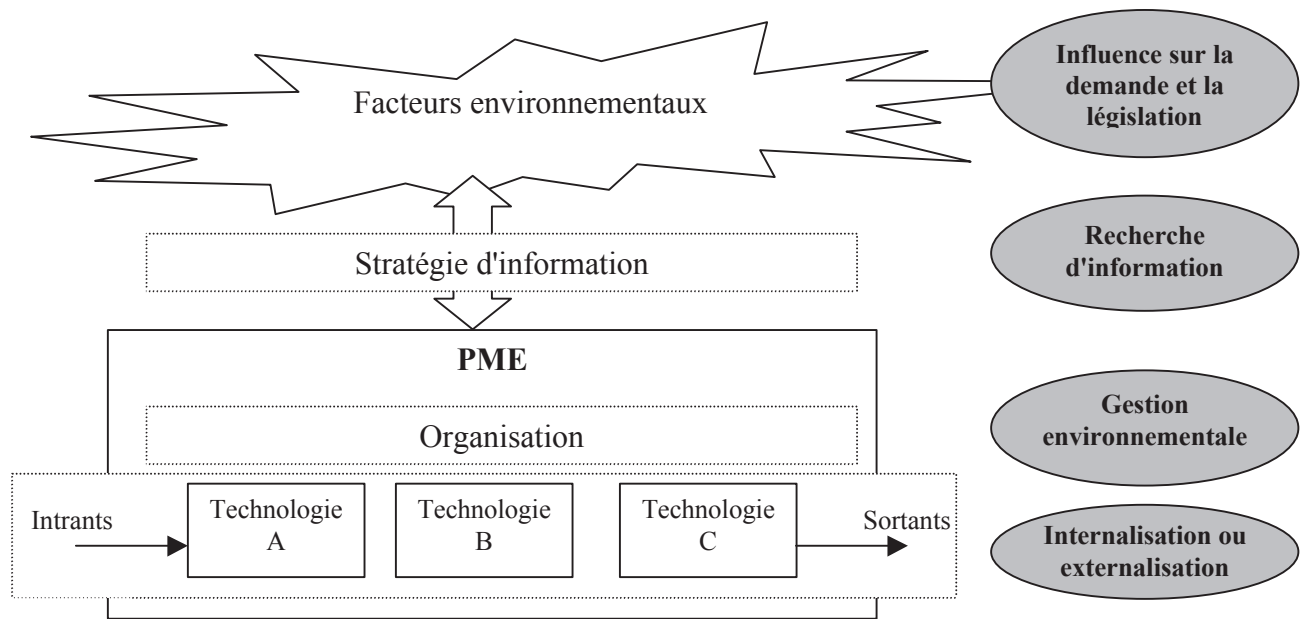 Facteurs environnementaux
Influence sur la
demande et la
législation
Stratégie d'information
Recherche
d'information
PME
Organisation
Gestion
environnementale
Intrants
Technologie
A
Technologie
B
Technologie
C
Sortants
Internalisation ou
externalisation